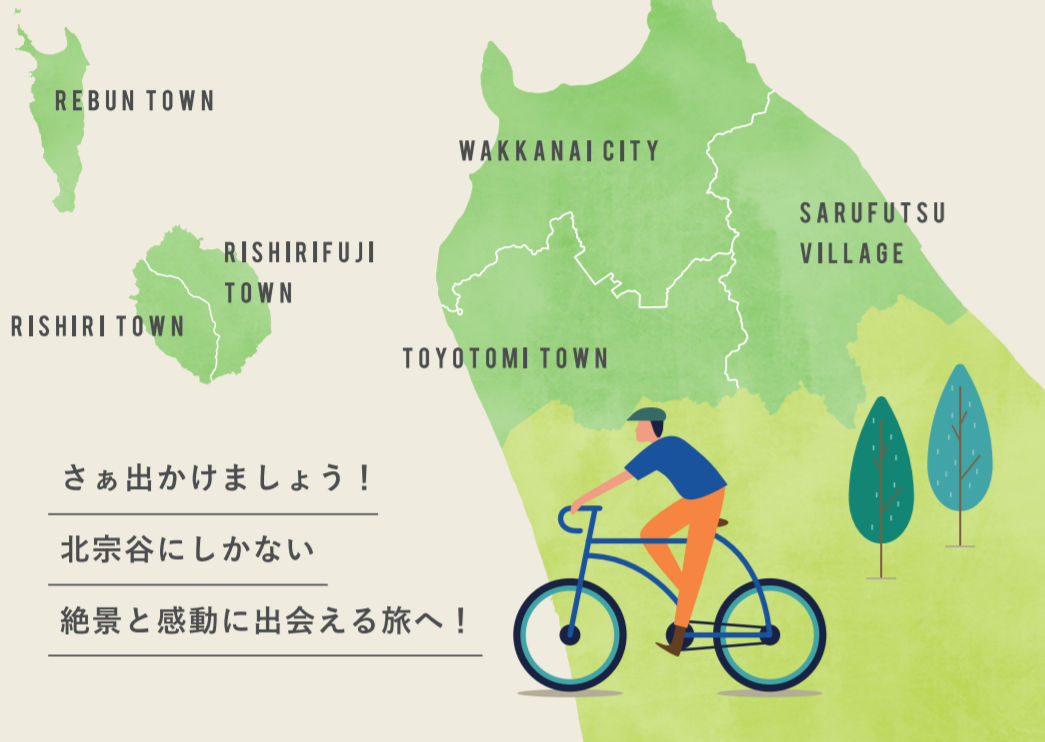 REBUN TOWN
WAKKANAI CITY
SARUFUTSU
VILLAGE
RISHIRIFUJI
TOWN
RISHIRI TOWN
TOYOTOMI TOWN
さぁ出かけましょう！
北宗谷にしかない
絶景と感動に出会える旅へ！